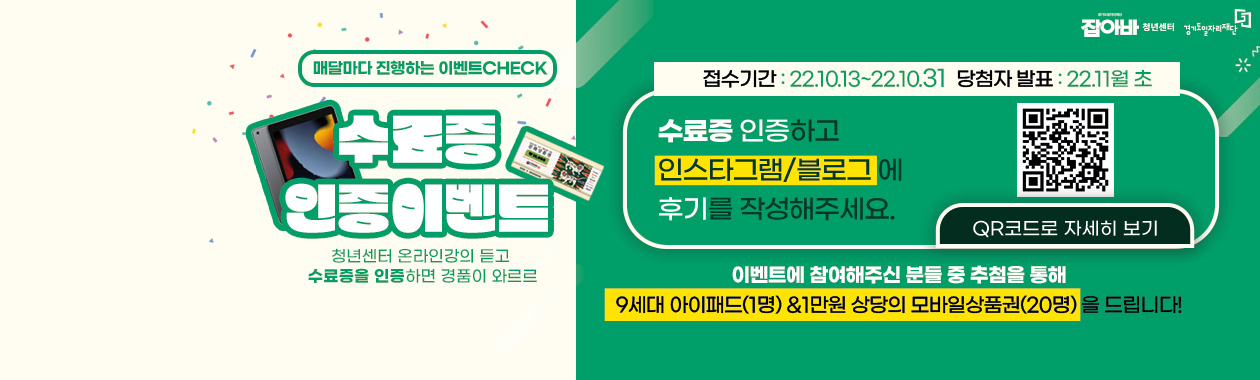 매달마다 진행하는 이벤트CHECK
수료증
인증이벤트
청년센터 온라인강의 듣고
수료증을 인증하면 경품이 와르르
잡아바 청년센터
경기도일자리재단
접수기간 : 22.10.13~22.10.31 당첨자 발표 : 22.11월 초
수료증 인증하고
인스타그램/블로그에
후기를 작성해주세요.
QR코드로 자세히 보기
이벤트에 참여해주신 분들 중 추첨을 통해
9세대 아이패드(1명) &1만원 상당의 모바일상품권(20명)을 드립니다!